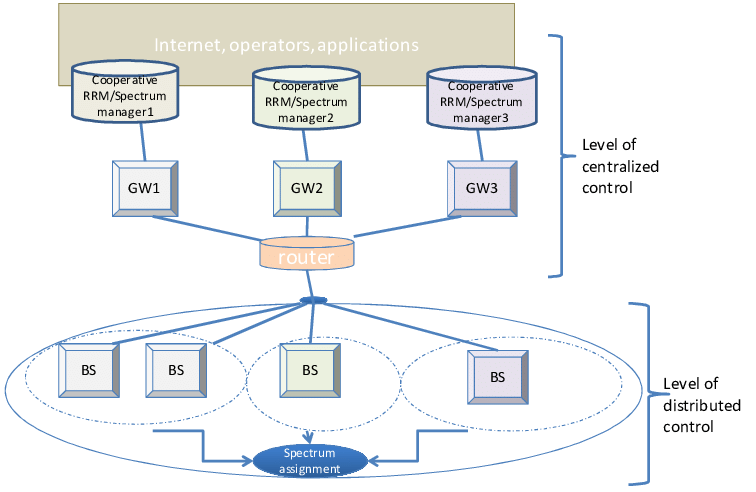 Internet, operators, applications
Cooperative
RRM/Spectrum
manager1
Cooperative
RRM/Spectrum
manager2
Cooperative
RRM/Spectrum
manager3
Level of
centralized
control
GW1
GW2
GW3
router
BS
BS
BS
BS
Level of
distributed
control
Spectrum
assignment